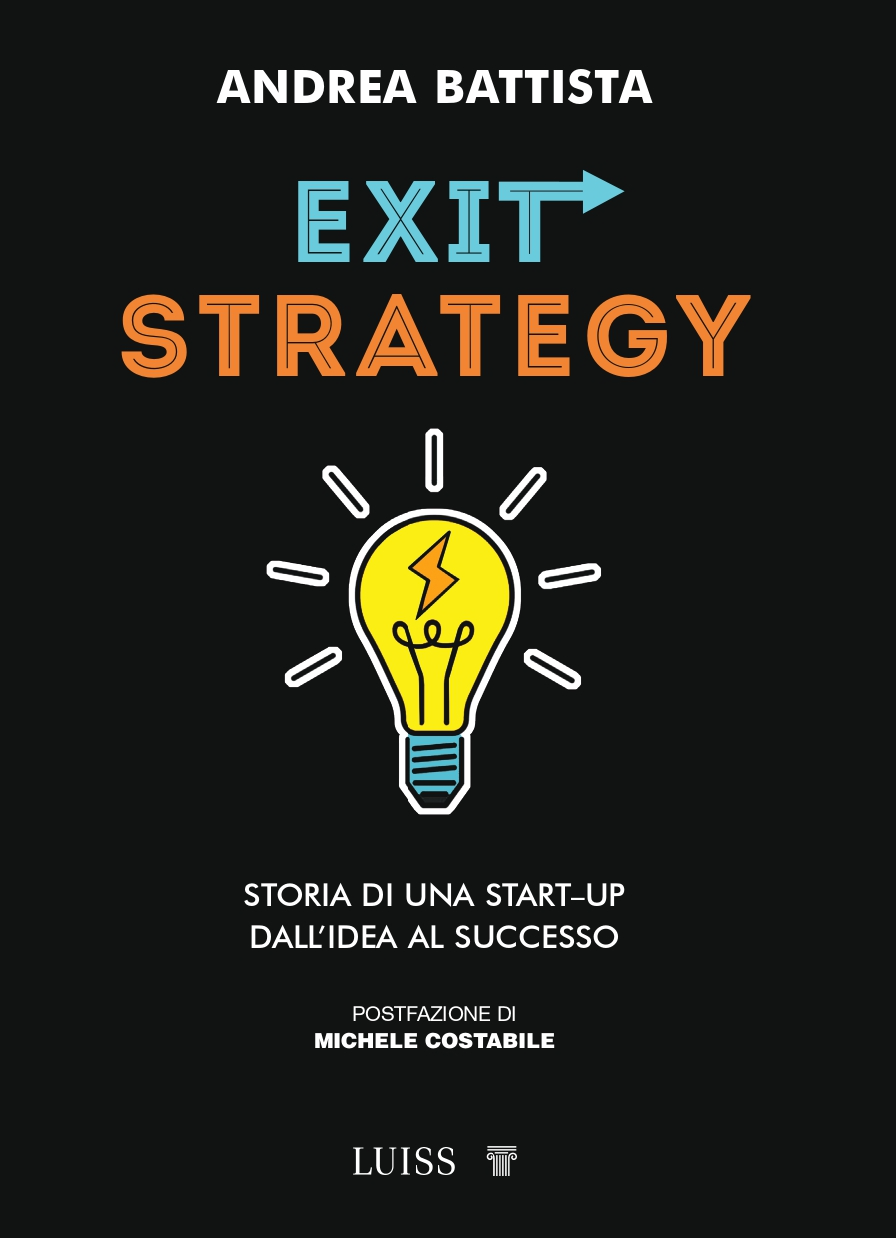 ANDREA BATTISTA
EXIT
STRATEGY
STORIA DI UNA START–UP
DALL’IDEA AL SUCCESSO
POSTFAZIONE DI
MICHELE COSTABILE
LUISS